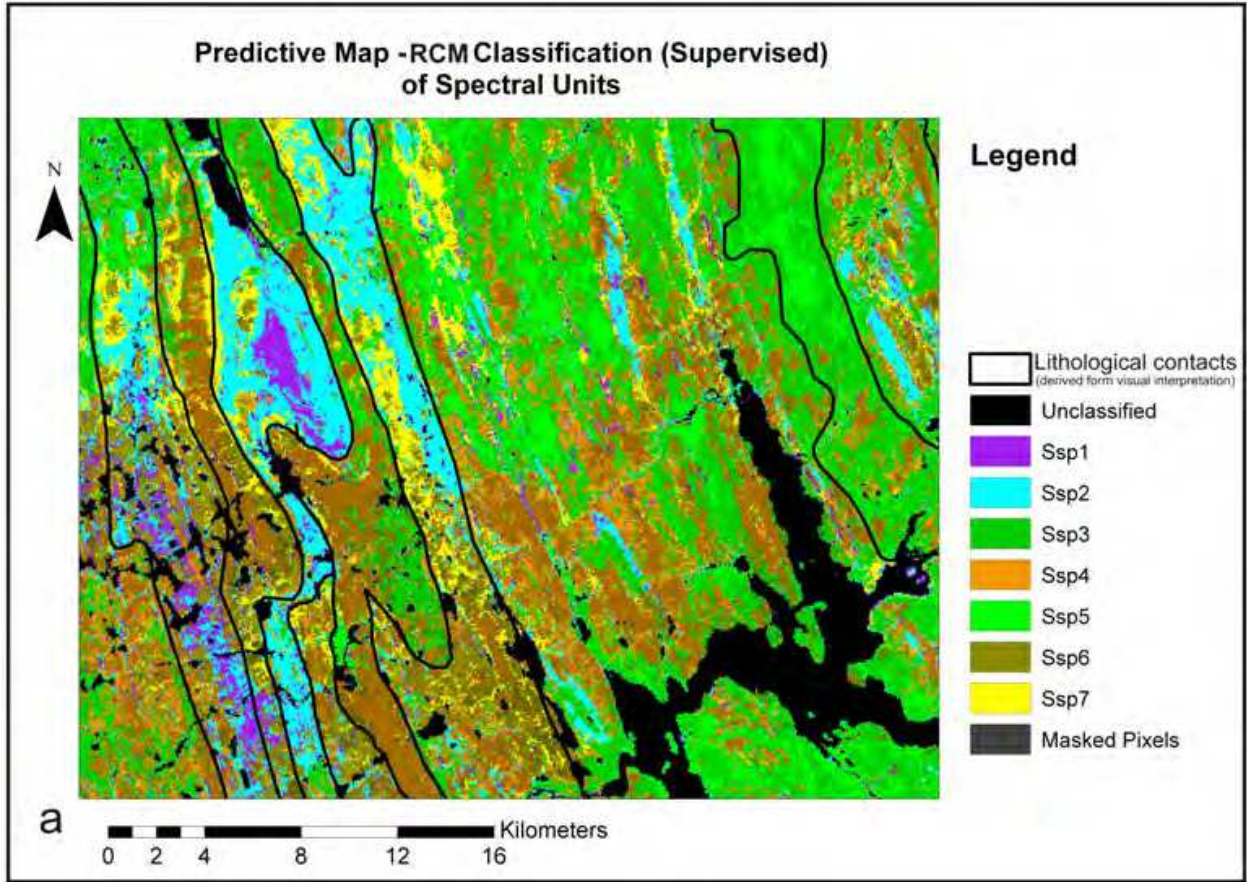 Predictive Map -RCM Classification (Supervised)
of Spectral Units
N
Legend
Lithological contacts
(derived form visual interpretation)
Unclassified
Ssp1
Ssp2
Ssp3
Ssp4
Ssp5
Ssp6
Ssp7
Masked Pixels
a
Kilometers
0 2 4 8 12 16